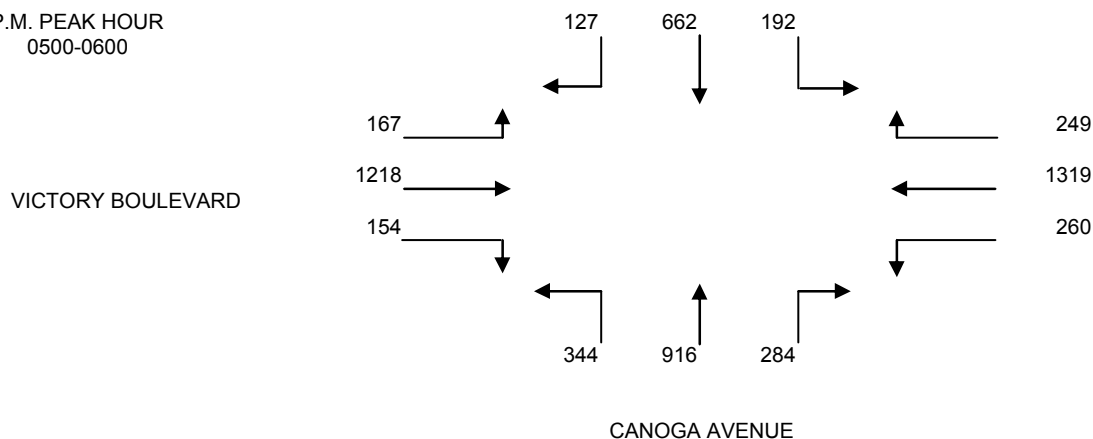 P.M. PEAK HOUR
0500-0600
127 662 192
167 249
1218 1319
VICTORY BOULEVARD
154 260
344 916 284
CANOGA AVENUE